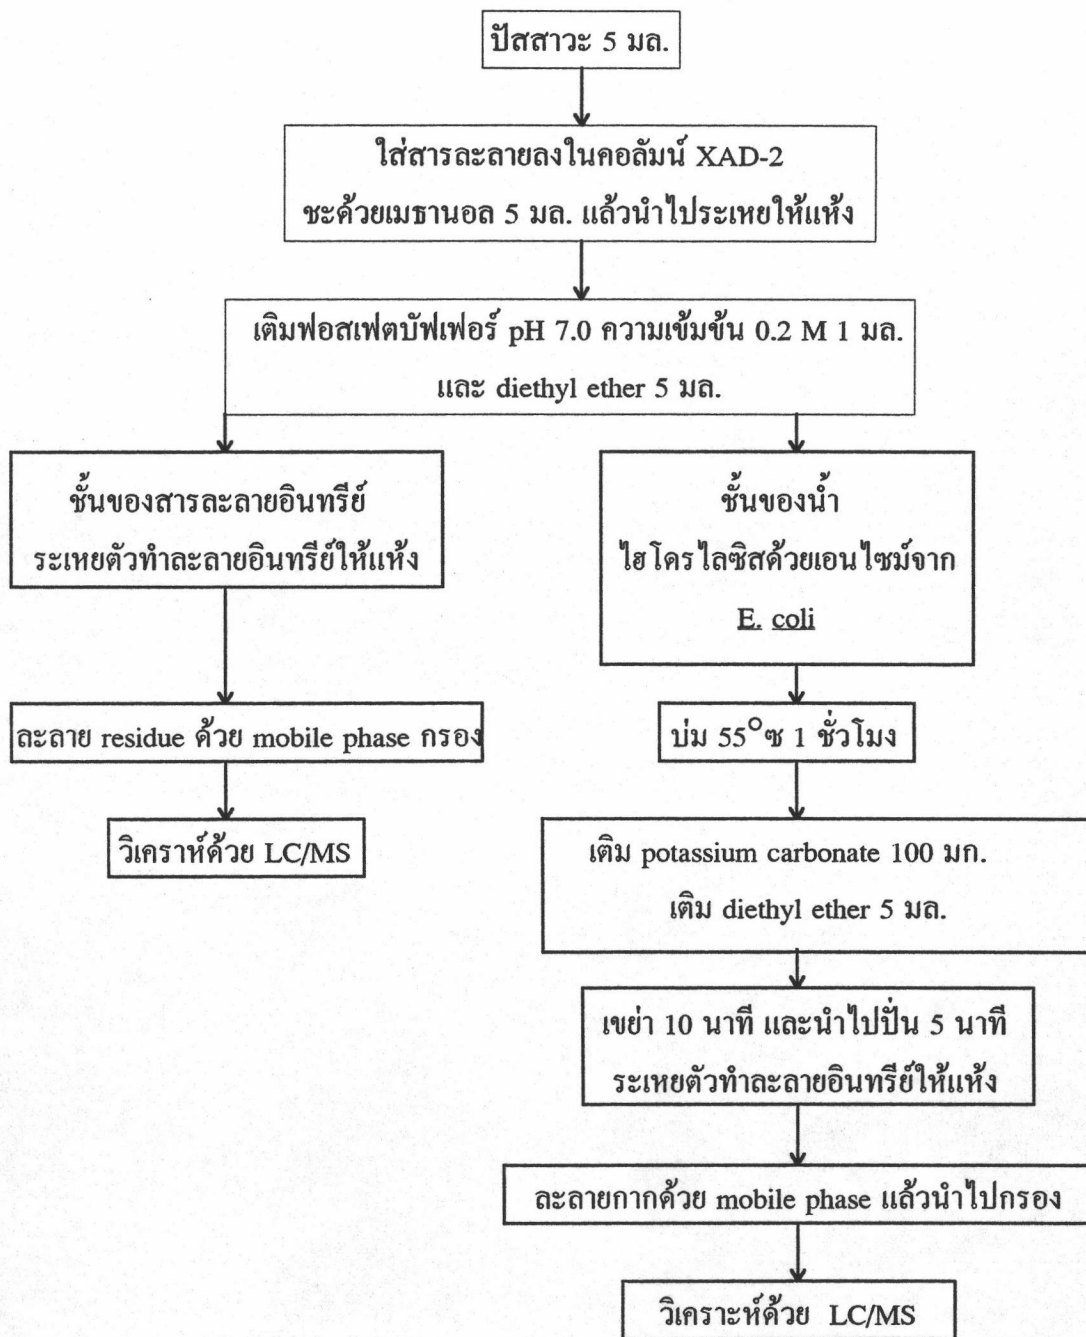 ปัสสาวะ 5 มล.
ใส่สารละลายลงในคอลัมน์ XAD-2
ชะด้วยเมธานอล 5 มล. แล้วนำไประเหยให้แห้ง
เติมฟอสเฟตบัฟเฟอร์ pH 7.0 ความเข้มข้น 0.2 M 1 มล.
และ diethyl ether 5 มล.
ชั้นของสารละลายอินทรีย์
ระเหยตัวทำละลายอินทรีย์ให้แห้ง
ละลาย residue ด้วย mobile phase กรอง
วิเคราห์ด้วย LC/MS
ชั้นของน้ำ
ไฮโดรไลซิสด้วยเอนไซม์จาก
E. coli
บ่ม 55°ซ 1 ชั่วโมง
เติม potassium carbonate 100 มก.
เติม diethyl ether 5 มล.
เขย่า 10 นาที และนำไปปั่น 5 นาที
ระเหยตัวทำละลายอินทรีย์ให้แห้ง
ละลายกากด้วย mobile phase แล้วนำไปกรอง
วิเคราะห์ด้วย LC/MS